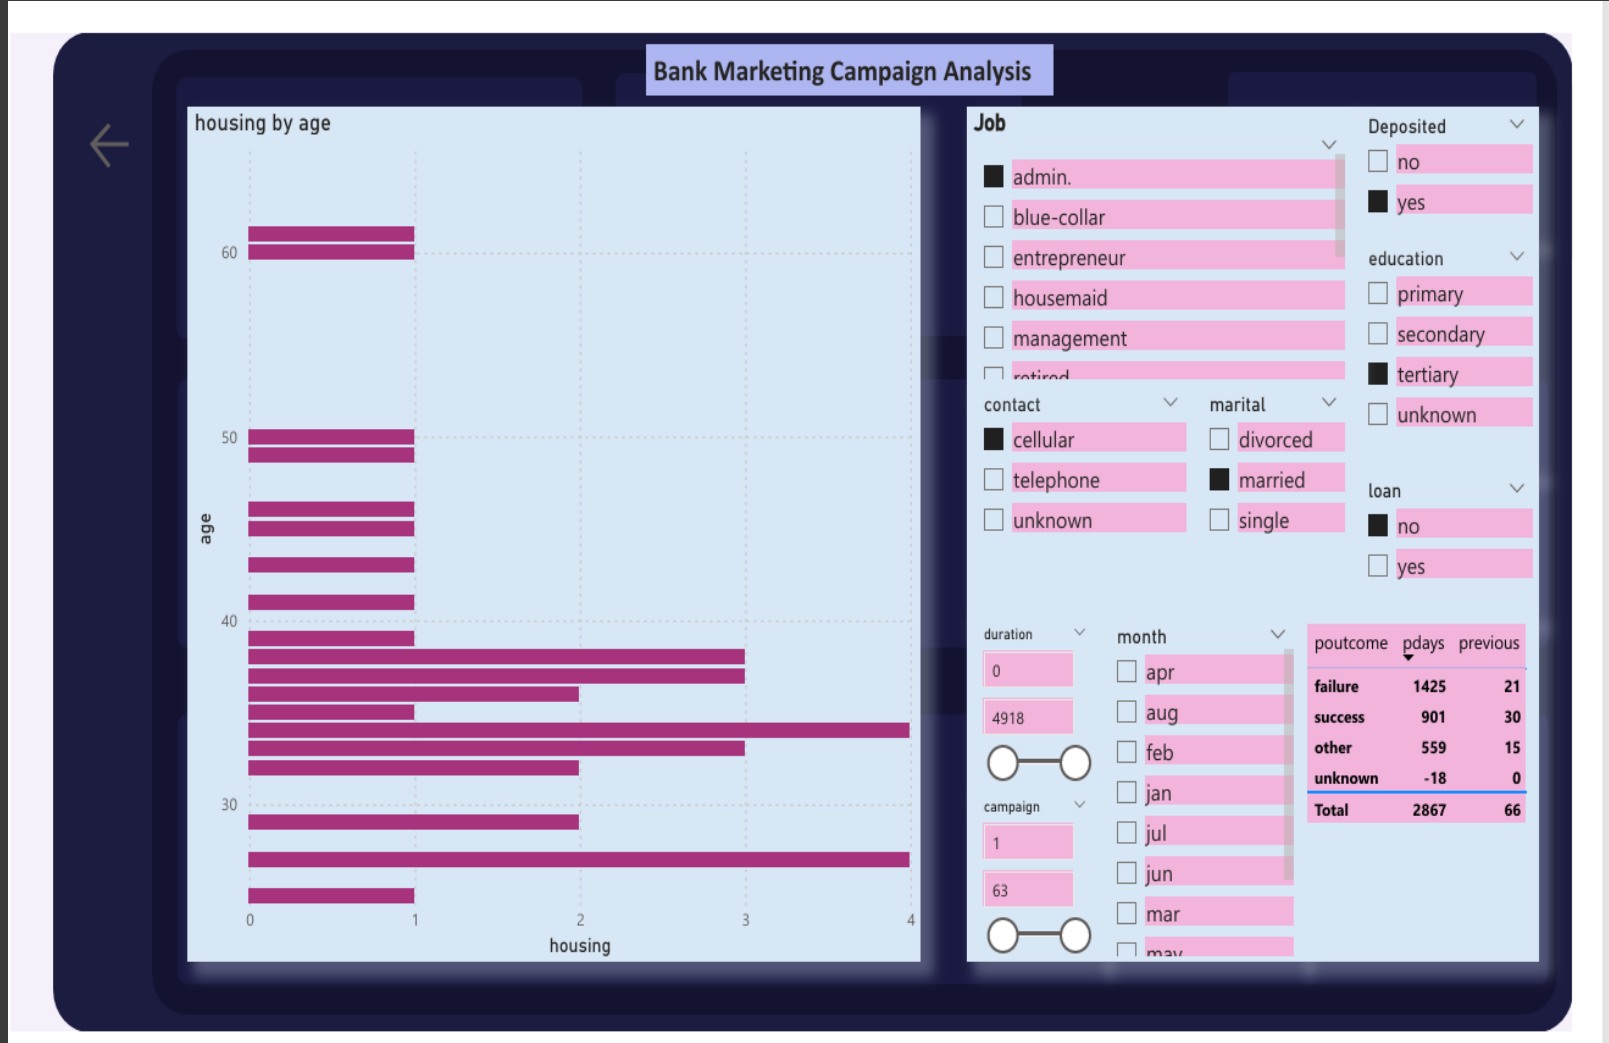 Bank Marketing Campaign Analysis
housing by age
60
50
40
30
age
0 1 2 3 4
housing
Job
admin.
blue-collar
entrepreneur
housemaid
management
retired
Deposited
no
yes
education
primary
secondary
tertiary
unknown
contact
cellular
telephone
unknown
marital
divorced
married
single
loan
no
yes
duration
0
4918
campaign
1
63
month
apr
aug
feb
jan
jul
jun
mar
may
poutcome pdays previous
failure 1425 21
success 901 30
other 559 15
unknown -18 0
Total 2867 66